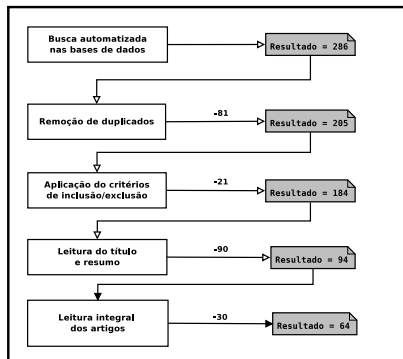 Busca automatizada
nas bases de dados
Resultado = 286
Remoção de duplicados
-81
Resultado = 205
Aplicação do critérios
de inclusão/exclusão
-21
Resultado = 184
Leitura do título
e resumo
-90
Resultado = 94
Leitura integral
dos artigos
-30
Resultado = 64